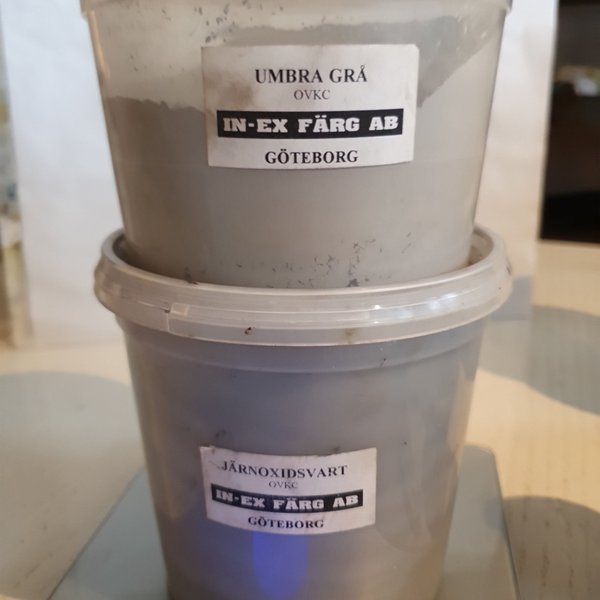 UMBRA GRÅ
OVKC
IN-EX FÄRG AB
GÖTEBORG
JÄRNOXIDSVART
OVKC
IN-EX FÄRG AB
GÖTEBORG